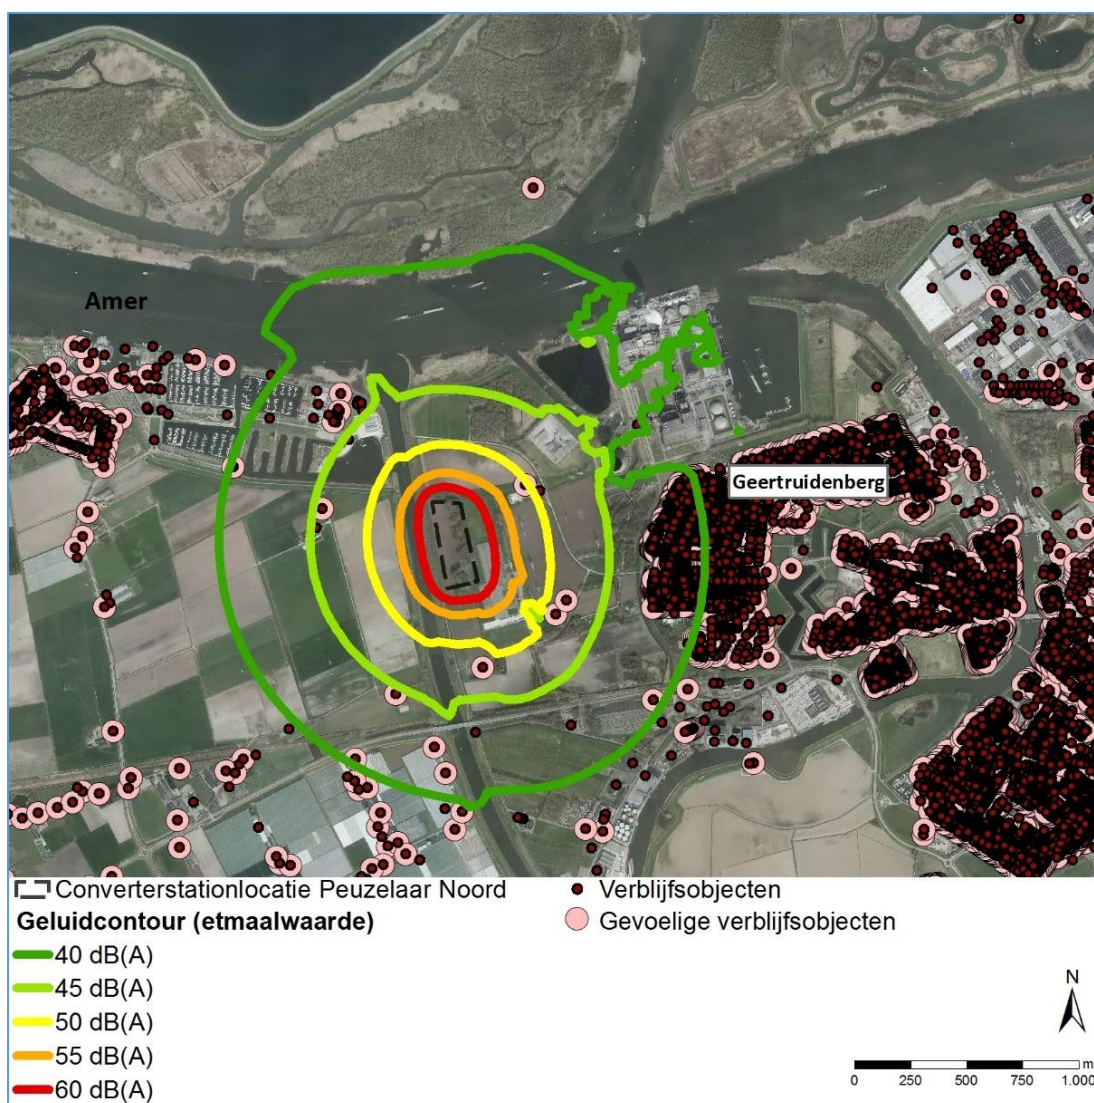 Amer
Geertruidenberg
Converterstationlocatie Peuzelaar Noord
Verblijfsobjecten
Geluidcontour (etmaalwaarde)
Gevoelige verblijfsobjecten
40 dB(A)
45 dB(A)
50 dB(A)
55 dB(A)
60 dB(A)
N
m
0 250 500 750 1.000